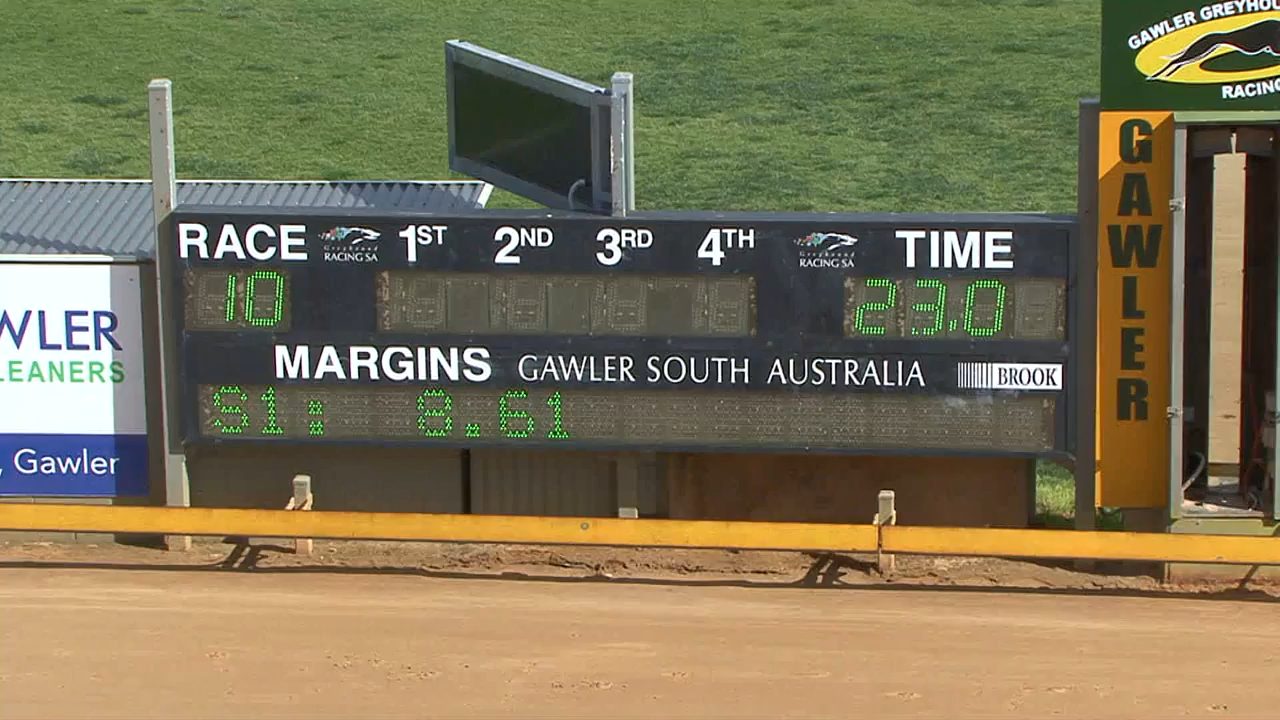 GAWLER GREYHOU
RACING
GAWLER
RACE
Greyhound
RACING SA
1ST 2ND 3RD 4TH
Greyhound
RACING SA
TIME
10
23.0
MARGINS GAWLER SOUTH AUSTRALIA BROOK
S1: 8.61
WLER
LEANERS
, Gawler